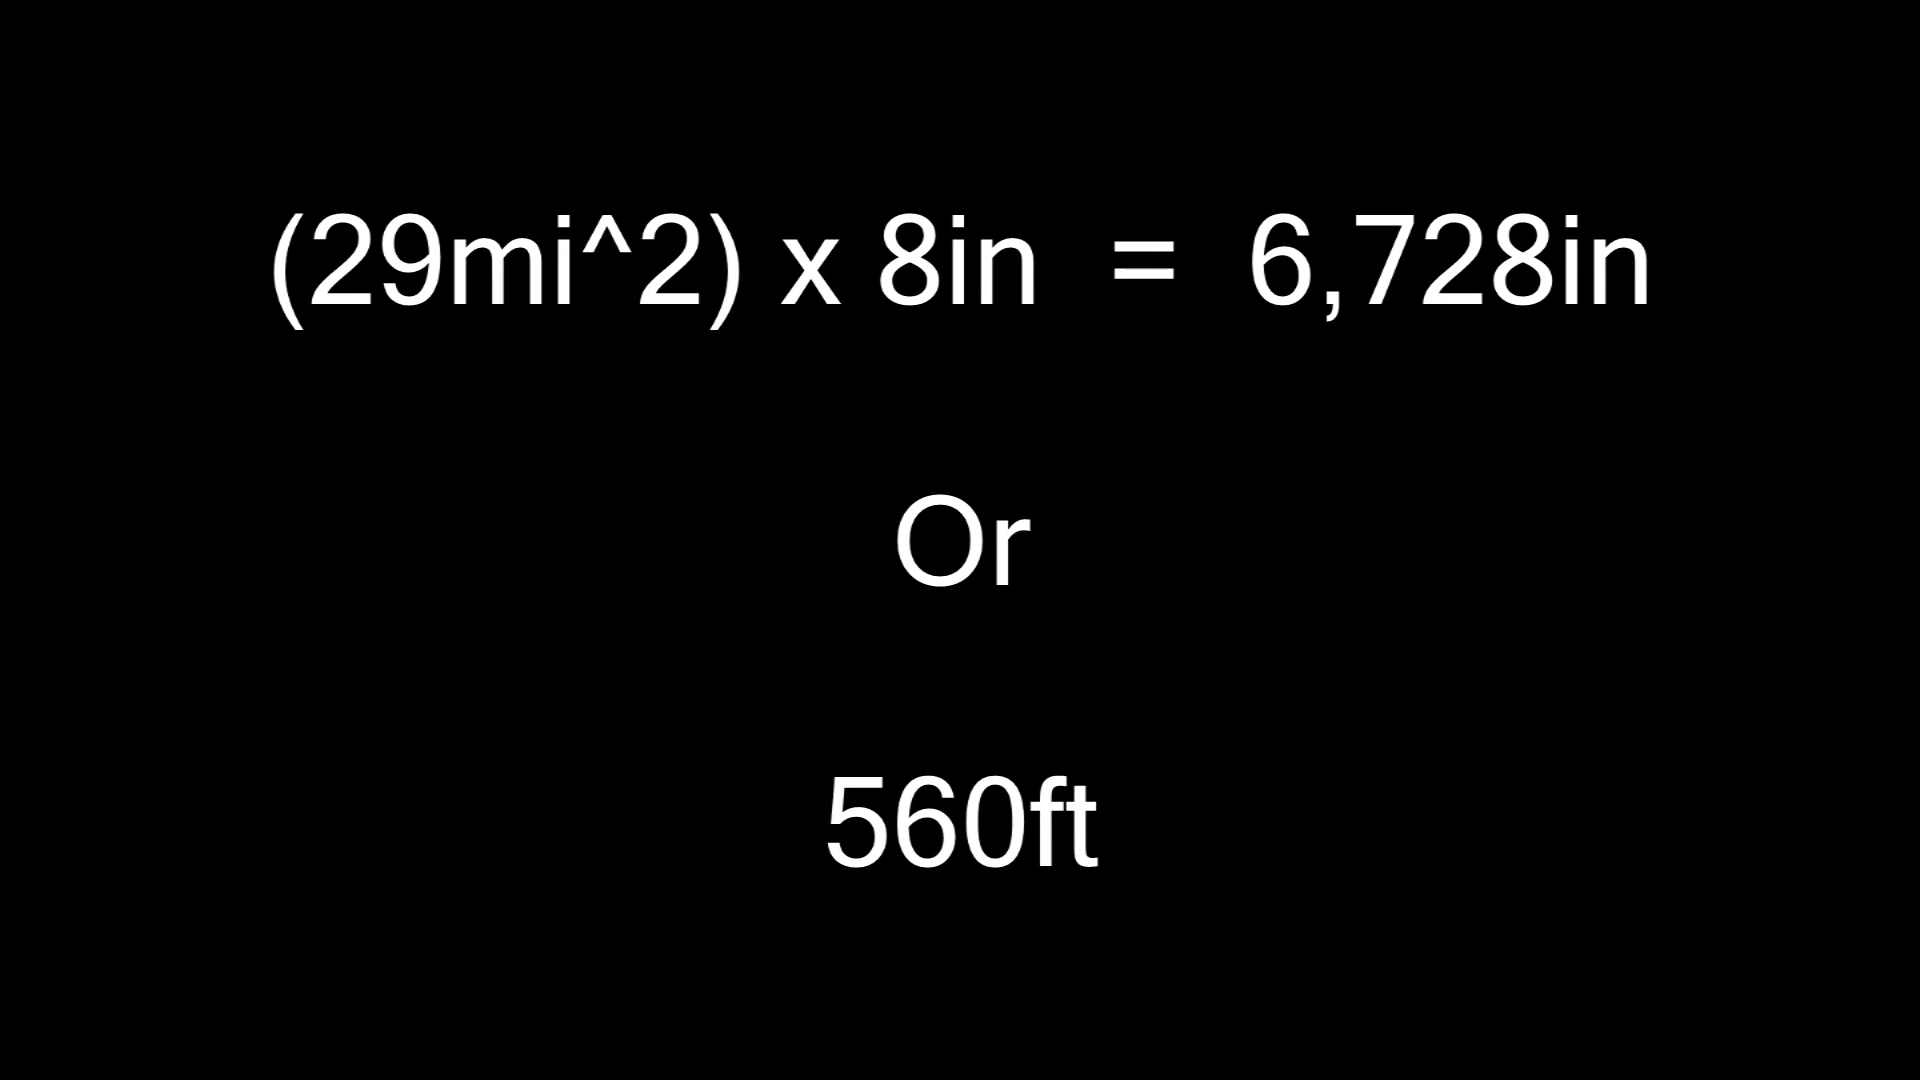 (29mi^2) x 8in = 6,728in
Or
560ft